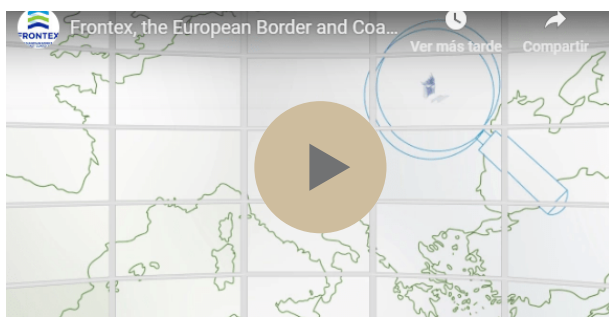 FRONTEX
Frontex, the European Border and Coa...
Ver más tarde
Compartir